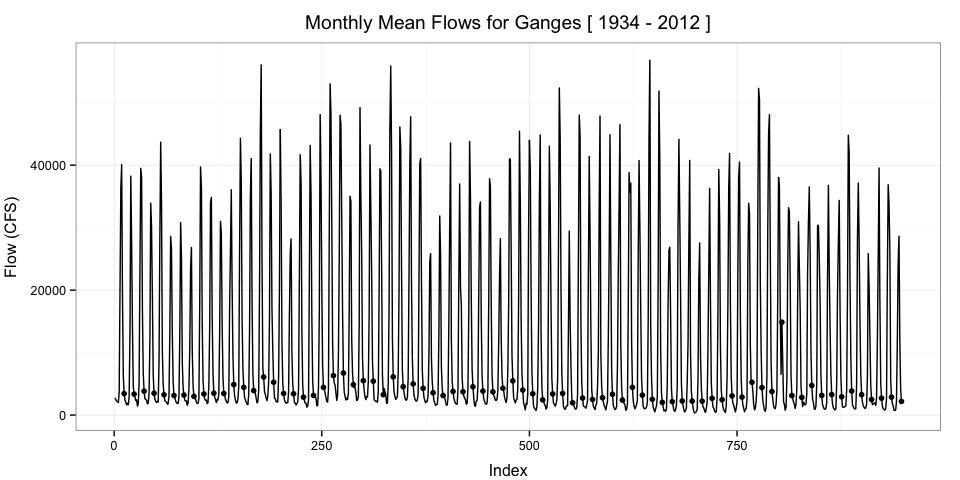 Monthly Mean Flows for Ganges [ 1934 - 2012 ]
Flow (CFS)
40000
20000
0
0 250 500 750
Index